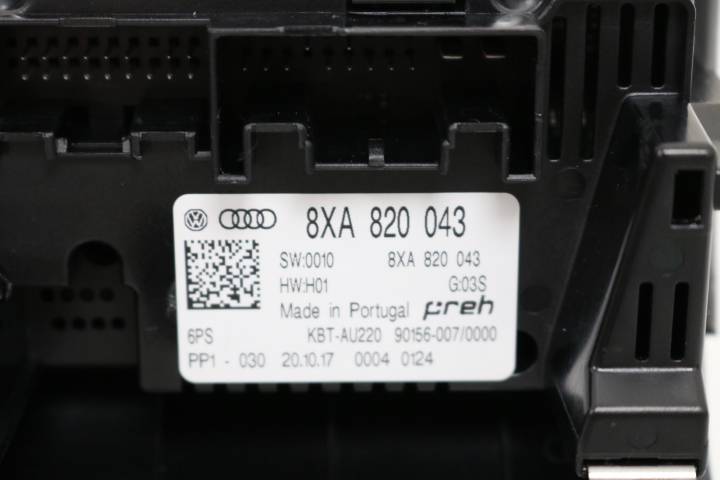 8XA 820 043
SW:0010 8XA 820 043
HW:H01 G:03S
Made in Portugal preh
6PS KBT-AU220 90156-007/0000
PP1 - 030 20.10.17 0004 0124